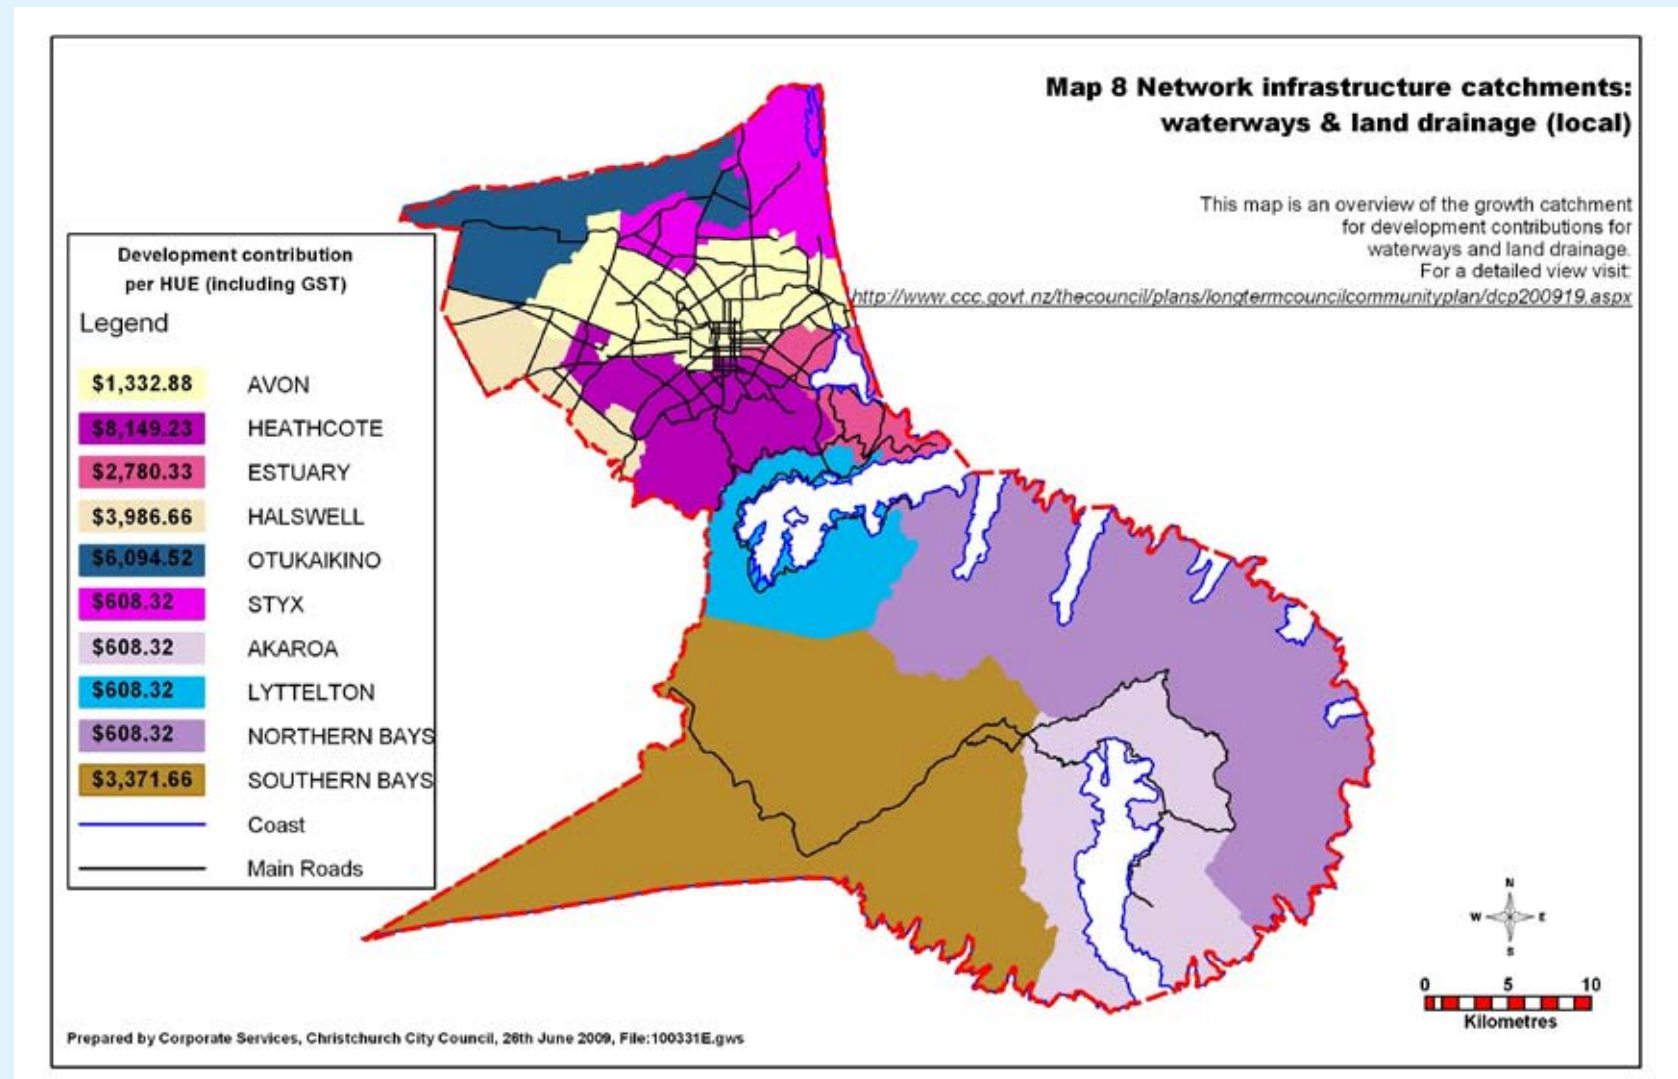 Map 8 Network infrastructure catchments:
waterways & land drainage (local)
This map is an overview of the growth catchment
for development contributions for
waterways and land drainage.
For a detailed view visit:
http://www.ccc.govt.nz/thecouncil/plans/longtermcouncilcommunityplan/dcp200919.aspx
Development contribution
per HUE (including GST)
Legend
$1,332.88 AVON
$8,149.23 HEATHCOTE
$2,780.33 ESTUARY
$3,986.66 HALSWELL
$6,094.52 OTUKAIKINO
$608.32 STYX
$608.32 AKAROA
$608.32 LYTTELTON
$608.32 NORTHERN BAYS
$3,371.66 SOUTHERN BAYS
Coast
Main Roads
N
W E
S
0 5 10
Kilometres
Prepared by Corporate Services, Christchurch City Council, 26th June 2009, File:100331E.gws